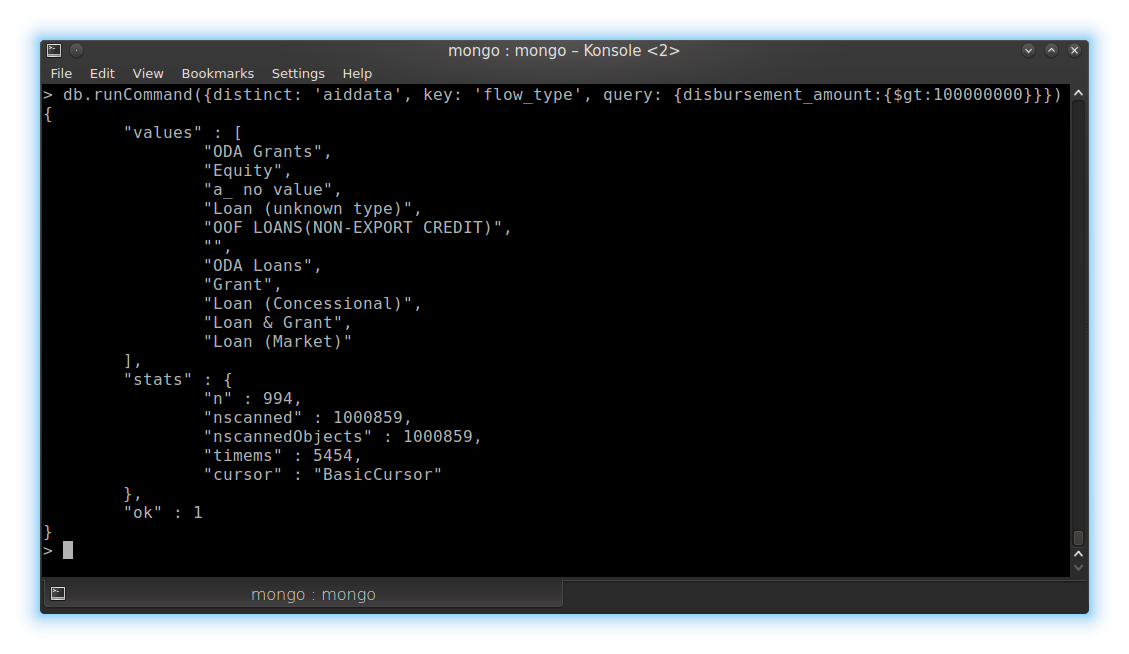 mongo : mongo – Konsole <2>
File Edit View Bookmarks Settings Help
> db.runCommand({distinct: 'aiddata', key: 'flow_type', query: {disbursement_amount:{$gt:100000000}}})
{
"values" : [
"ODA Grants",
"Equity",
"a_ no value",
"Loan (unknown type)",
"OOF LOANS(NON-EXPORT CREDIT)",
"",
"ODA Loans",
"Grant",
"Loan (Concessional)",
"Loan & Grant",
"Loan (Market)"
],
"stats" : {
"n" : 994,
"nscanned" : 1000859,
"nscannedObjects" : 1000859,
"timems" : 5454,
"cursor" : "BasicCursor"
},
"ok" : 1
}
>
mongo : mongo